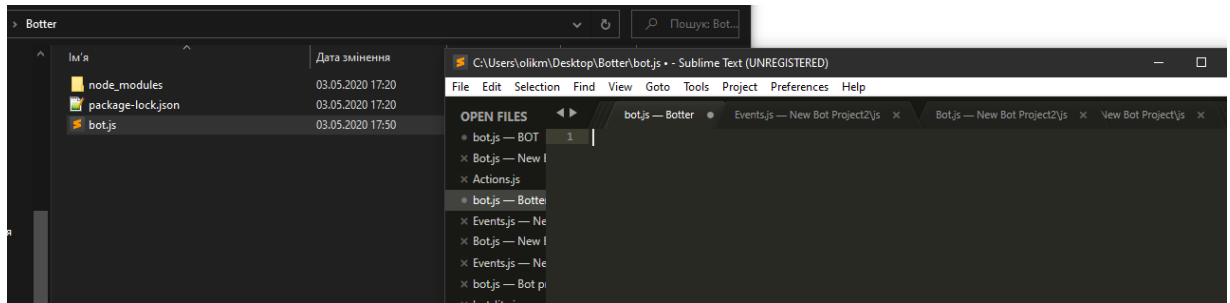 Botter
Пошук: Bot...
Ім'я
Дата змінення
node_modules
03.05.2020 17:20
package-lock.json
03.05.2020 17:20
bot.js
03.05.2020 17:50
C:\Users\olikm\Desktop\Botter\bot.js • - Sublime Text (UNREGISTERED)
File Edit Selection Find View Goto Tools Project Preferences Help
OPEN FILES
bot.js — BOT
Bot.js — New
Actions.js
bot.js — Botte
Events.js — Ne
Bot.js — New
Events.js — Ne
bot.js — Bot p
bot.js — Botter
Events.js — New Bot Project2\js
Bot.js — New Bot Project2\js
New Bot Project\js
1